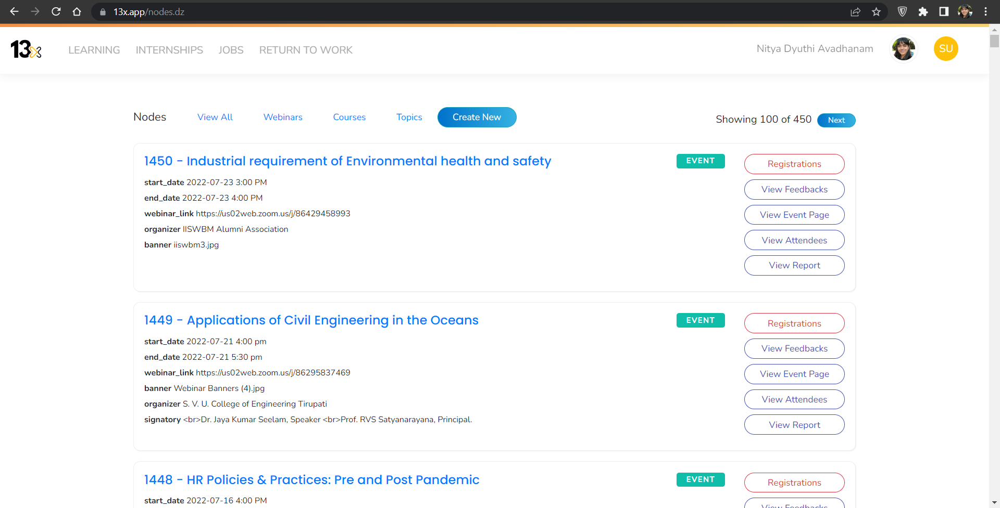 13x.app/nodes.dz
13x LEARNING INTERNSHIPS JOBS RETURN TO WORK Nitya Dyuthi Avadhanam SU
Nodes View All Webinars Courses Topics Create New Showing 100 of 450 Next
1450 - Industrial requirement of Environmental health and safety EVENT Registrations
start_date 2022-07-23 3:00 PM View Feedbacks
end_date 2022-07-23 4:00 PM
webinar_link https://us02web.zoom.us/j/86429458993 View Event Page
organizer IISWBM Alumni Association
banner iiswbm3.jpg View Attendees
View Report
1449 - Applications of Civil Engineering in the Oceans EVENT Registrations
start_date 2022-07-21 4:00 pm View Feedbacks
end_date 2022-07-21 5:30 pm
webinar_link https://us02web.zoom.us/j/86295837469 View Event Page
banner Webinar Banners (4).jpg
organizer S. V. U. College of Engineering Tirupati View Attendees
signatory <br>Dr. Jaya Kumar Seelam, Speaker <br>Prof. RVS Satyanarayana, Principal. View Report
1448 - HR Policies & Practices: Pre and Post Pandemic EVENT Registrations
start_date 2022-07-16 4:00 PM View Feedbacks